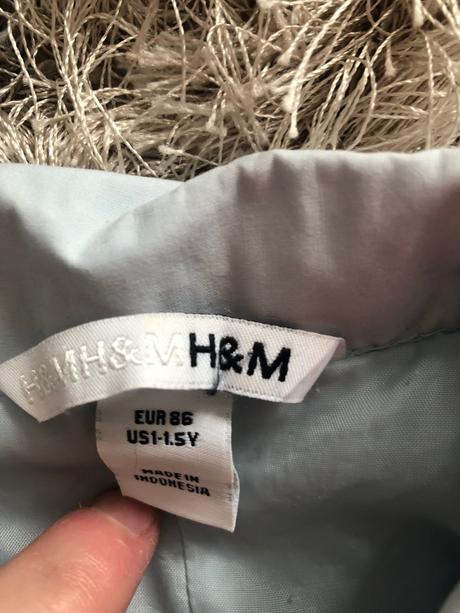 H&MH&MH&M
EUR 86
US1-1.5Y
MADE IN
INDONESIA